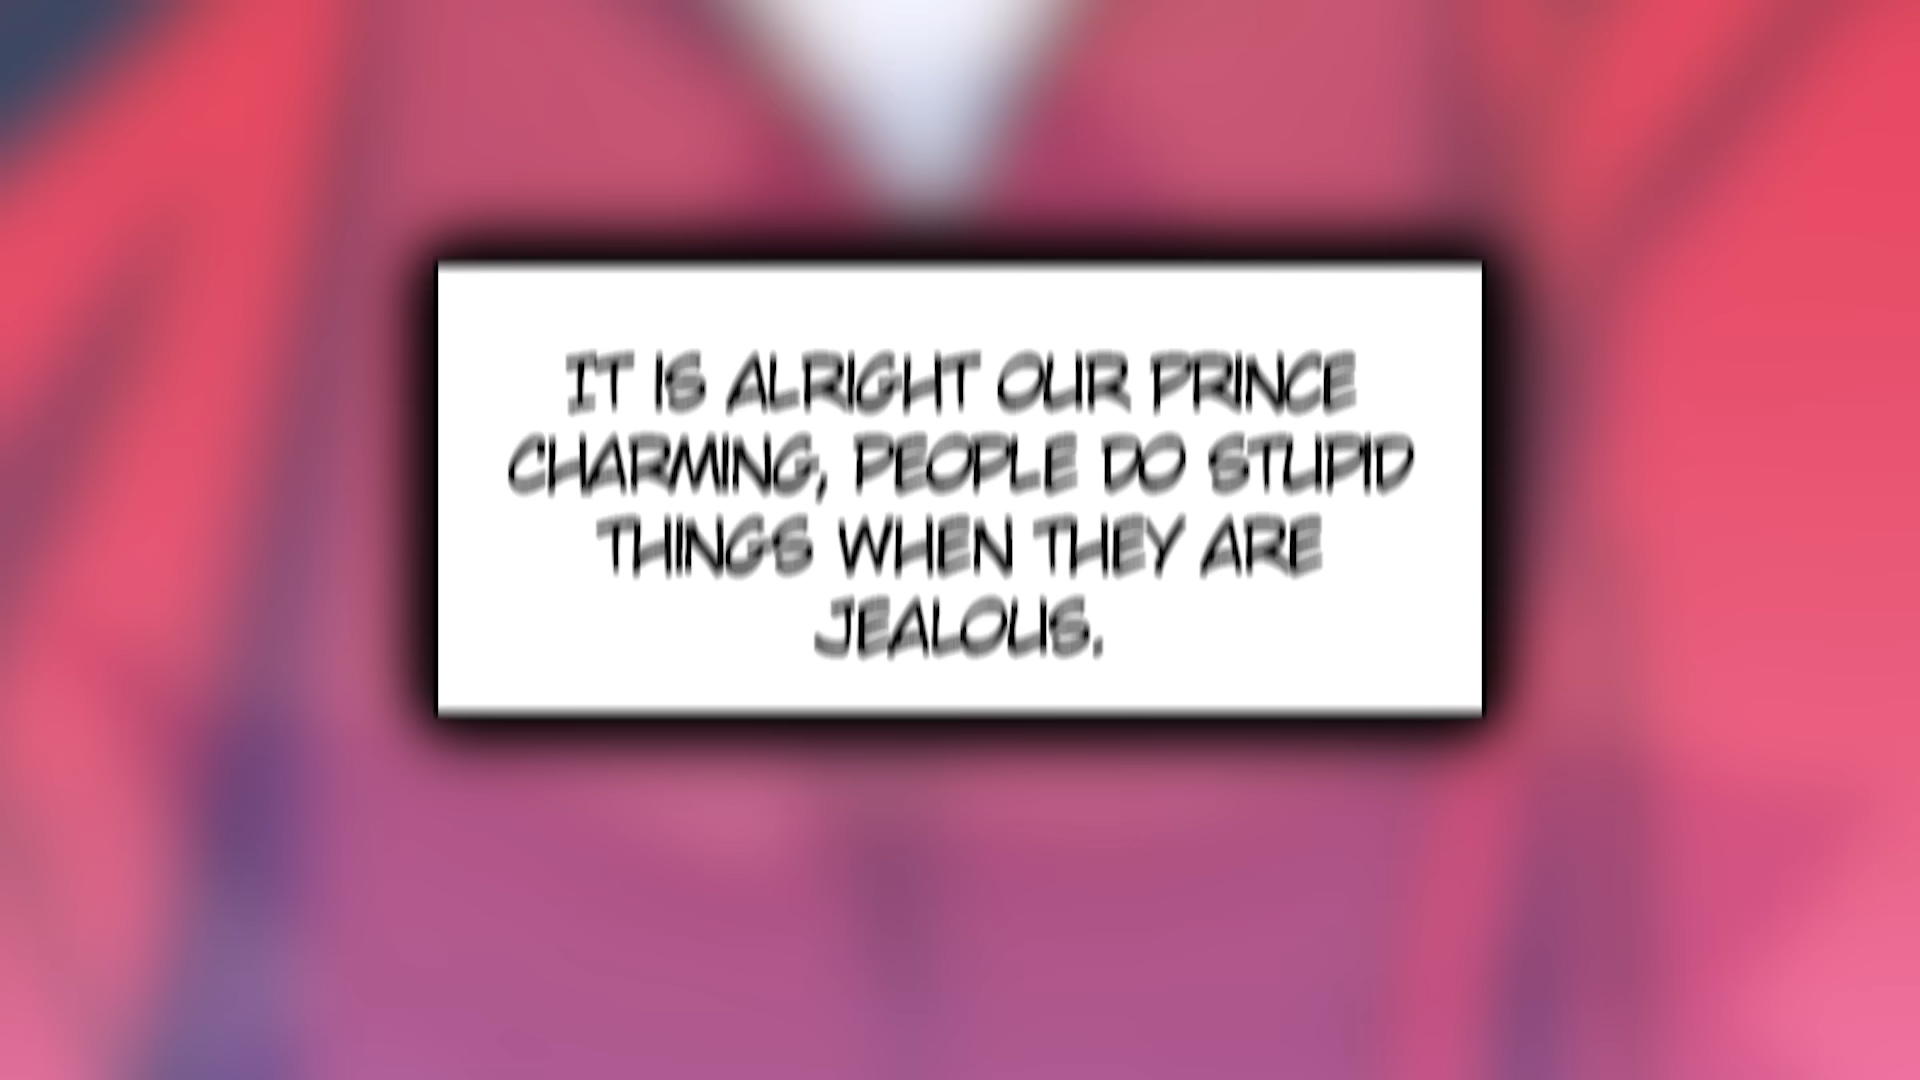 IT IS ALRIGHT OUR PRINCE
CHARMING, PEOPLE DO STUPID
THINGS WHEN THEY ARE
JEALOUS.